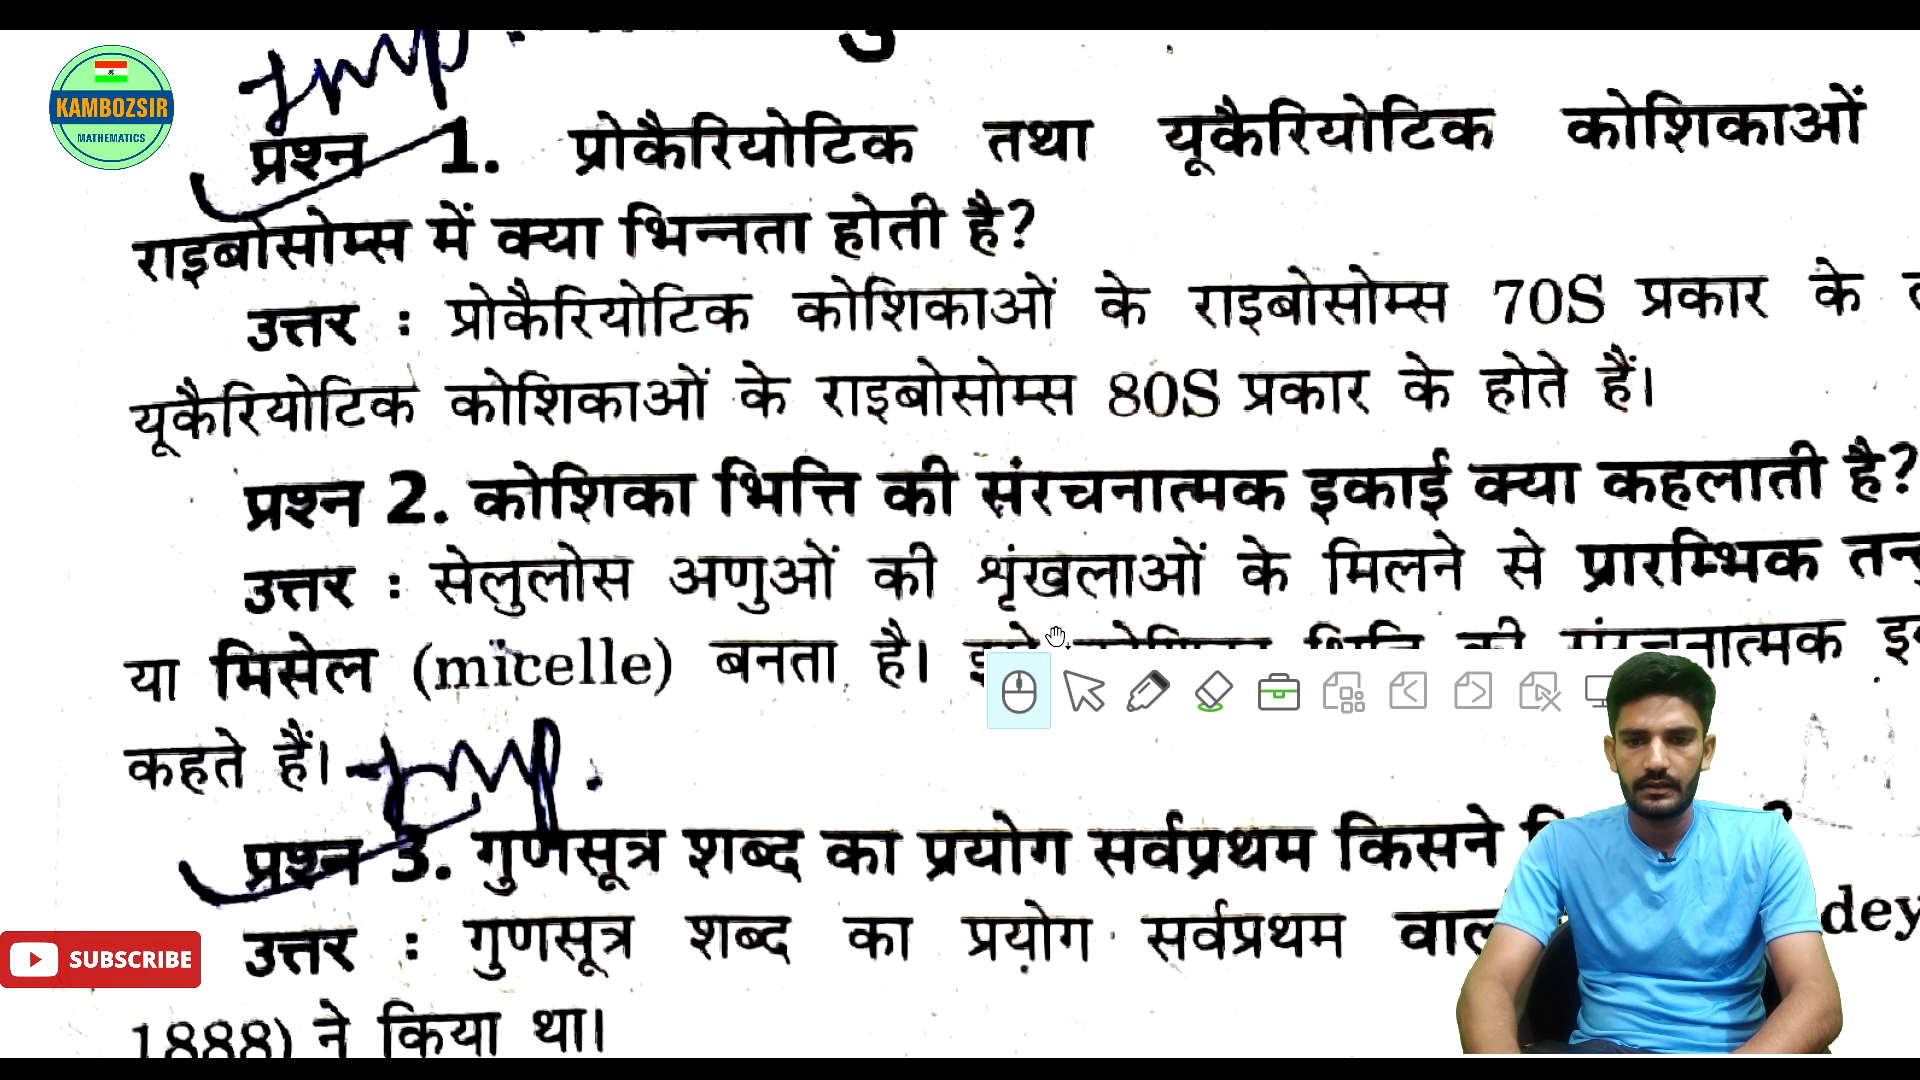 Imp.
KAMBOZSIR
MATHEMATICS
प्रश्न 1. प्रोकैरियोटिक तथा यूकैरियोटिक कोशिकाओं
राइबोसोम्स में क्या भिन्नता होती है?
उत्तर : प्रोकैरियोटिक कोशिकाओं के राइबोसोम्स 70S प्रकार के
यूकैरियोटिक कोशिकाओं के राइबोसोम्स 80S प्रकार के होते हैं।
प्रश्न 2. कोशिका भित्ति की संरचनात्मक इकाई क्या कहलाती है?
उत्तर : सेलुलोस अणुओं की शृंखलाओं के मिलने से प्रारम्भिक
या मिसेल (micelle) बनता है। भित्ति की संरचनात्मक
कहते हैं। Imp.
प्रश्न 3. गुणसूत्र शब्द का प्रयोग सर्वप्रथम किसने
उत्तर : गुणसूत्र शब्द का प्रयोग सर्वप्रथम dey
1888) ने किया था।
SUBSCRIBE